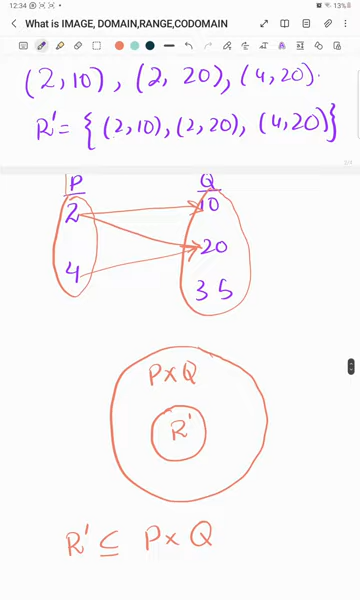 12:34
What is IMAGE, DOMAIN,RANGE,CODOMAIN
(2,10), (2, 20), (4,20).
R' = {(2,10), (2,20), (4,20)}
P Q
2 10
20
4
35
P×Q
R'
R' ⊆ P×Q